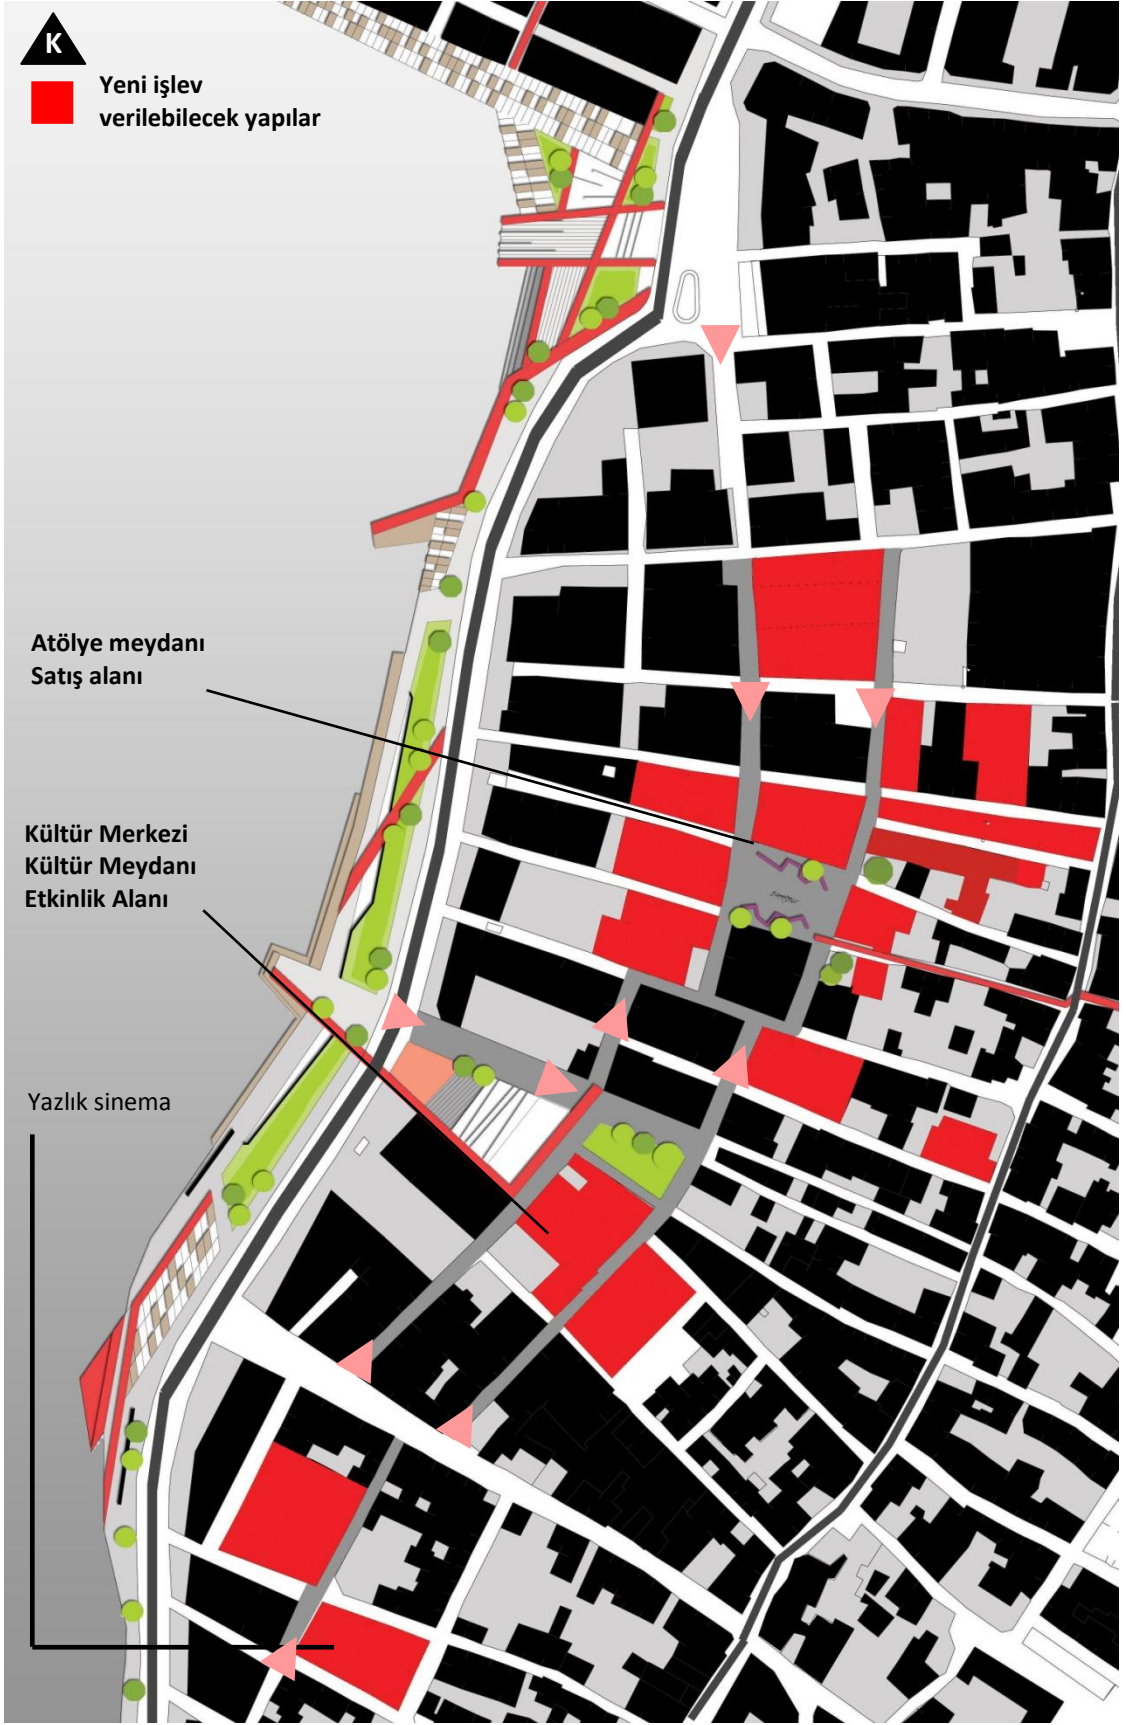 K
Yeni işlev
verilebilecek yapılar
Atölye meydanı
Satış alanı
Kültür Merkezi
Kültür Meydanı
Etkinlik Alanı
Yazlık sinema